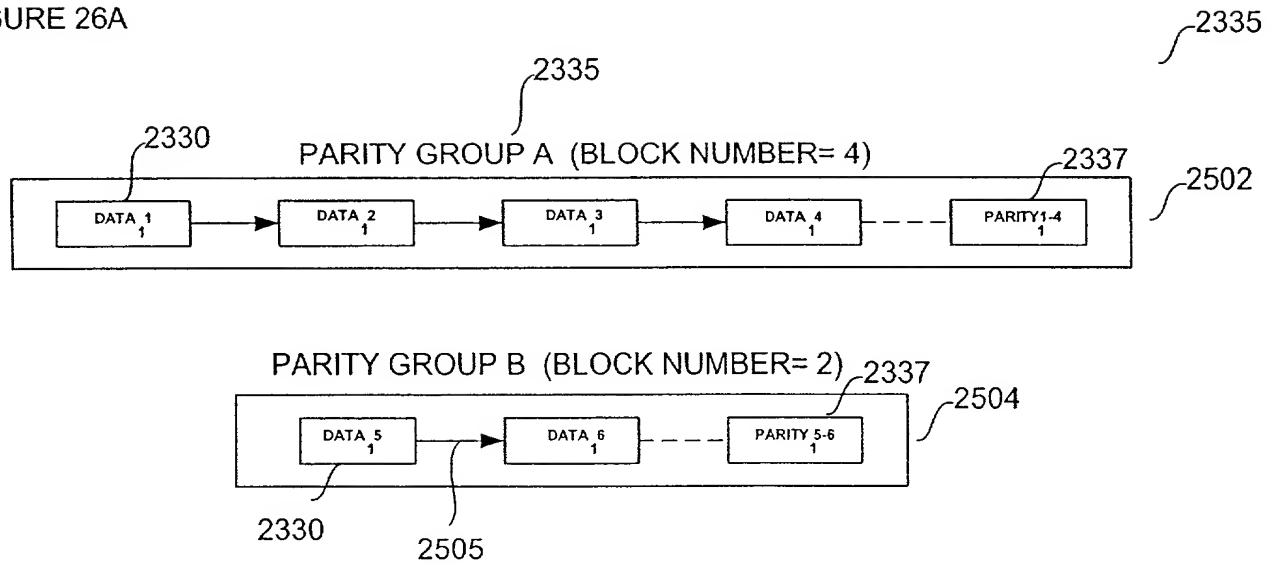 GURE 26A
2335
2335
2330
PARITY GROUP A (BLOCK NUMBER= 4)
2337
2502
DATA 1
1
DATA 2
1
DATA 3
1
DATA 4
1
PARITY1-4
1
PARITY GROUP B (BLOCK NUMBER= 2)
2337
2504
DATA 5
1
DATA 6
1
PARITY 5-6
1
2330
2505